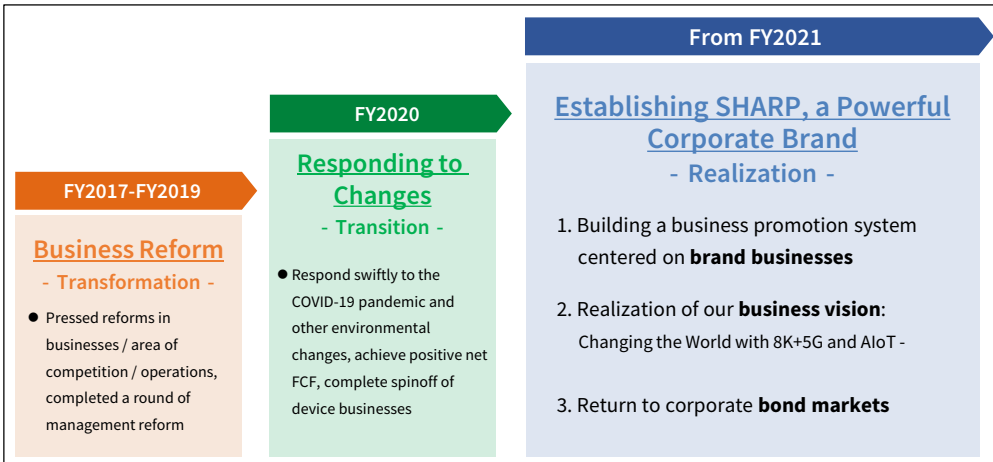 FY2017-FY2019
Business Reform
- Transformation -
● Pressed reforms in
businesses / area of
competition / operations,
completed a round of
management reform
FY2020
Responding to
Changes
- Transition -
● Respond swiftly to the
COVID-19 pandemic and
other environmental
changes, achieve positive net
FCF, complete spinoff of
device businesses
From FY2021
Establishing SHARP, a Powerful
Corporate Brand
- Realization -
1. Building a business promotion system
centered on brand businesses
2. Realization of our business vision:
Changing the World with 8K+5G and AIoT -
3. Return to corporate bond markets